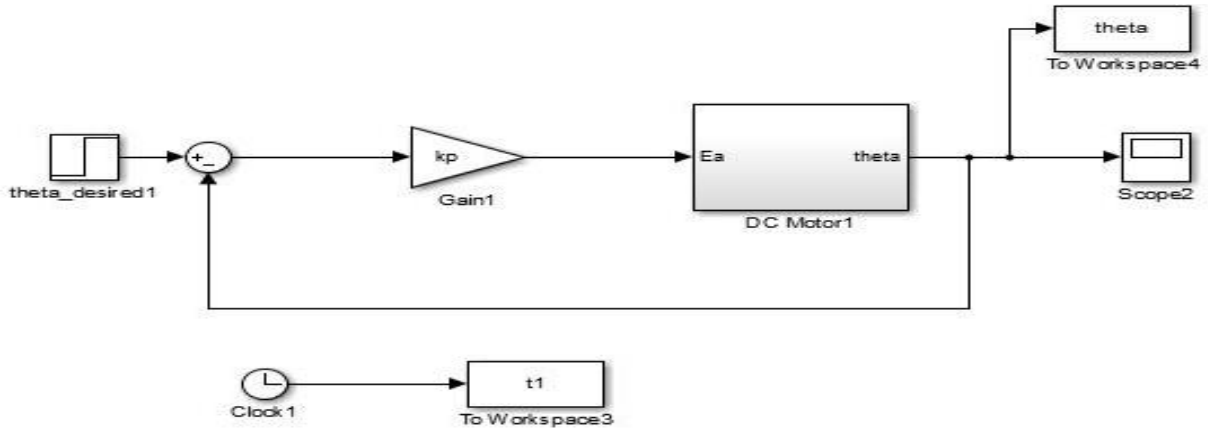 theta
To Workspace4
+
_
kp
Ea
theta
theta_desired1
Gain1
DC Motor1
Scope2
t1
Clock1
To Workspace3